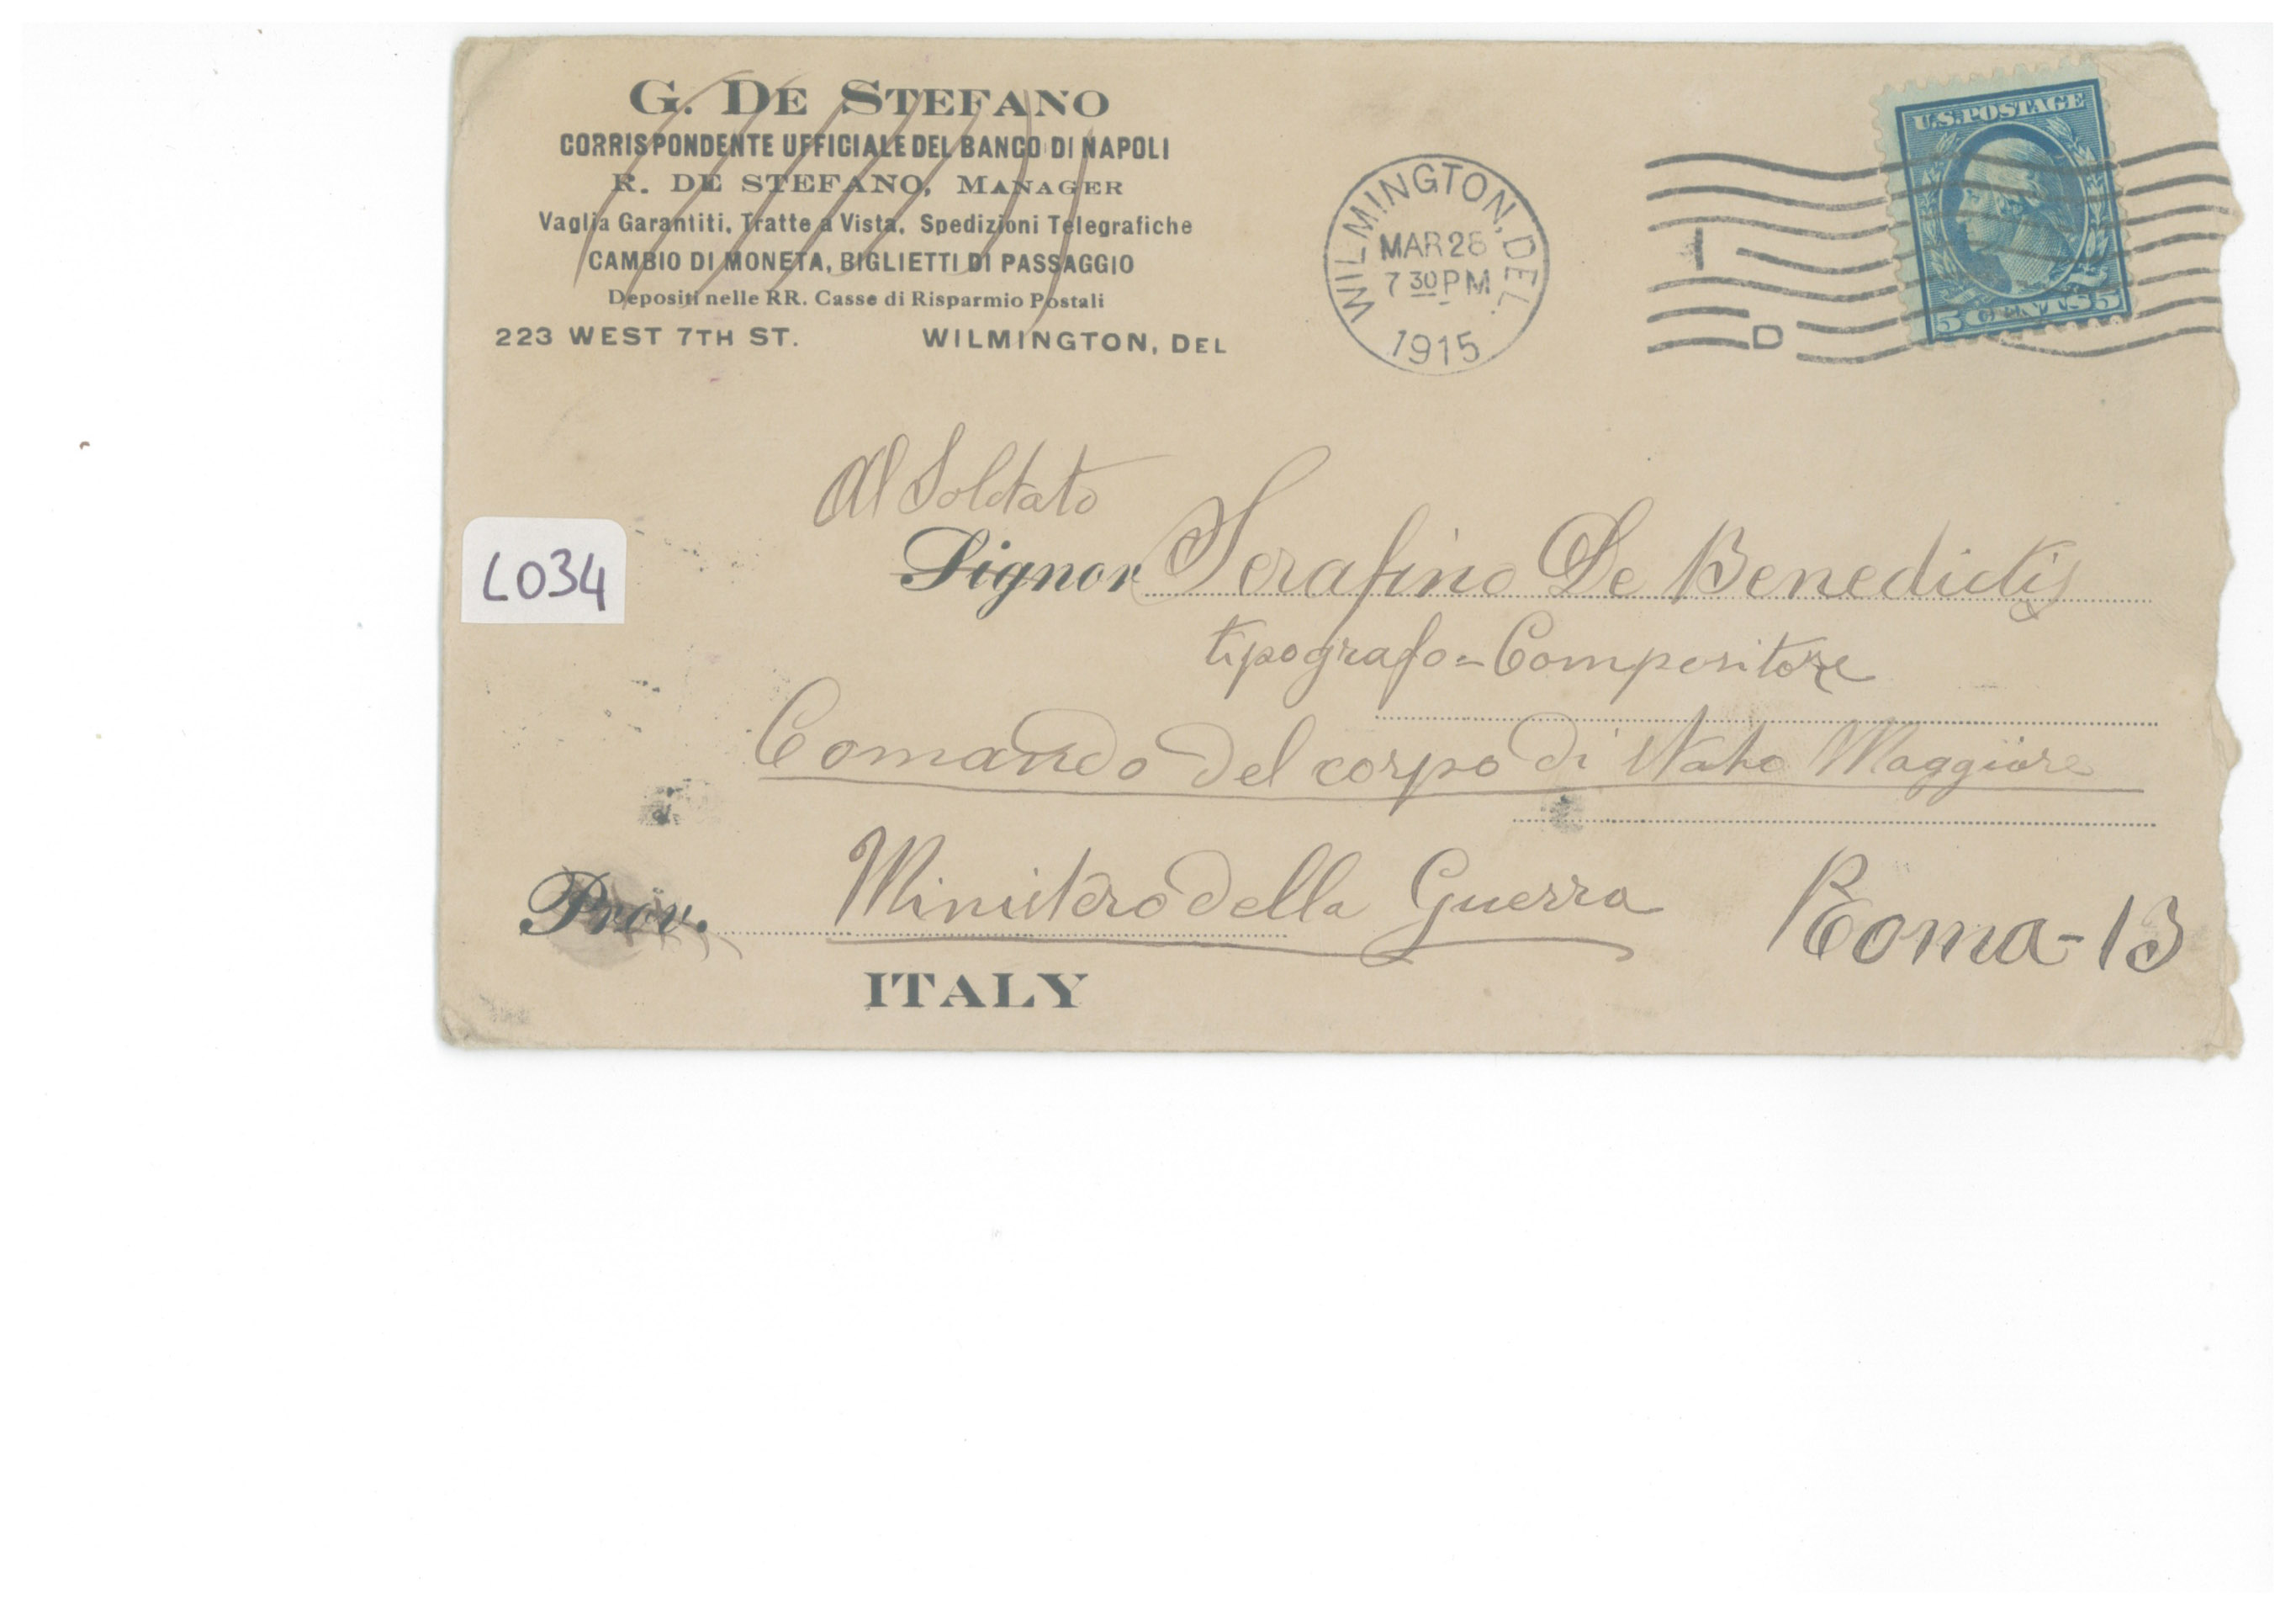 G. DE STEFANO
CORRISPONDENTE UFFICIALE DEL BANCO DI NAPOLI
R. DE STEFANO, MANAGER
Vaglia Garantiti, Tratte a Vista, Spedizioni Telegrafiche
CAMBIO DI MONETA, BIGLIETTI DI PASSAGGIO
Depositi nelle RR. Casse di Risparmio Postali
223 WEST 7TH ST. WILMINGTON, DEL
WILMINGTON, DEL.
MAR 28
7 30 PM
1915
1
D
U.S. POSTAGE
5 CENTS 5
L034
Al Soldato
Signor Serafino De Benedictis
tipografo=Compositore
Comando del corpo di Stato Maggiore
Prov. Ministero della Guerra Roma-13
ITALY